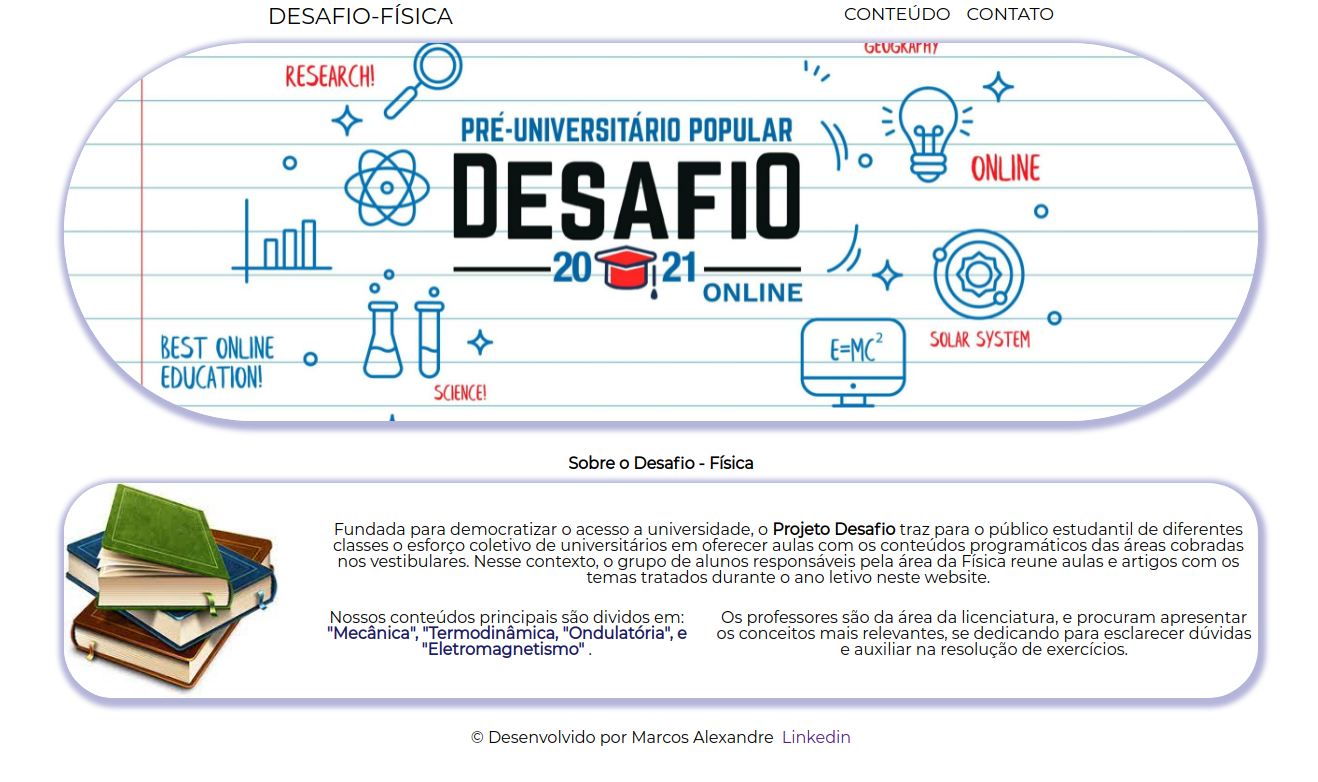 DESAFIO-FÍSICA
CONTEÚDO CONTATO
GEOGRAPHY
RESEARCH!
PRÉ-UNIVERSITÁRIO POPULAR
DESAFIO
ONLINE
2021
ONLINE
BEST ONLINE
EDUCATION!
E=MC²
SOLAR SYSTEM
SCIENCE!
Sobre o Desafio - Física
Fundada para democratizar o acesso a universidade, o Projeto Desafio traz para o público estudantil de diferentes
classes o esforço coletivo de universitários em oferecer aulas com os conteúdos programáticos das áreas cobradas
nos vestibulares. Nesse contexto, o grupo de alunos responsáveis pela área da Física reune aulas e artigos com os
temas tratados durante o ano letivo neste website.
Nossos conteúdos principais são dividos em:
"Mecânica", "Termodinâmica, "Ondulatória", e
"Eletromagnetismo" .
Os professores são da área da licenciatura, e procuram apresentar
os conceitos mais relevantes, se dedicando para esclarecer dúvidas
e auxiliar na resolução de exercícios.
© Desenvolvido por Marcos Alexandre Linkedin